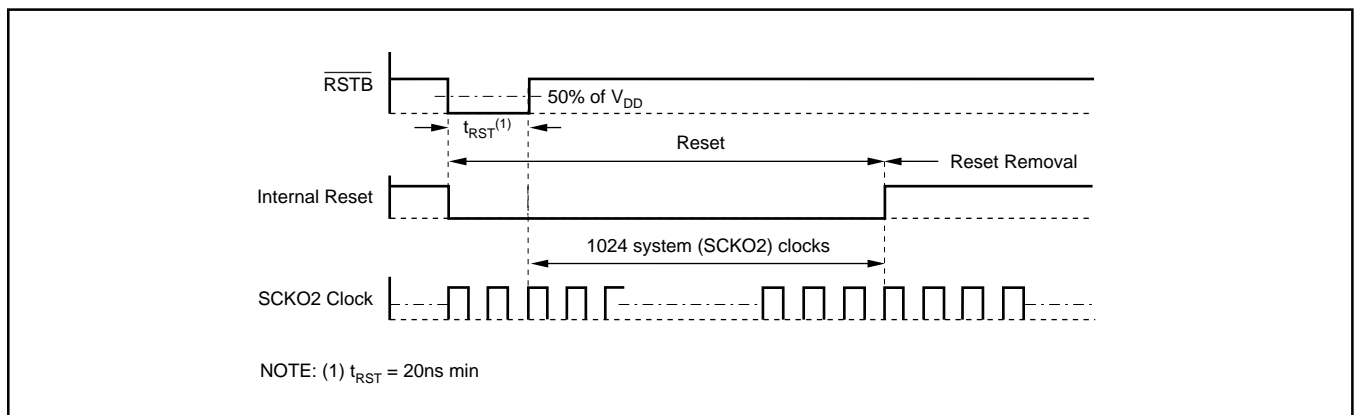 RSTB
50% of VDD
tRST(1)
Reset
Reset Removal
Internal Reset
1024 system (SCKO2) clocks
SCKO2 Clock
NOTE: (1) tRST = 20ns min